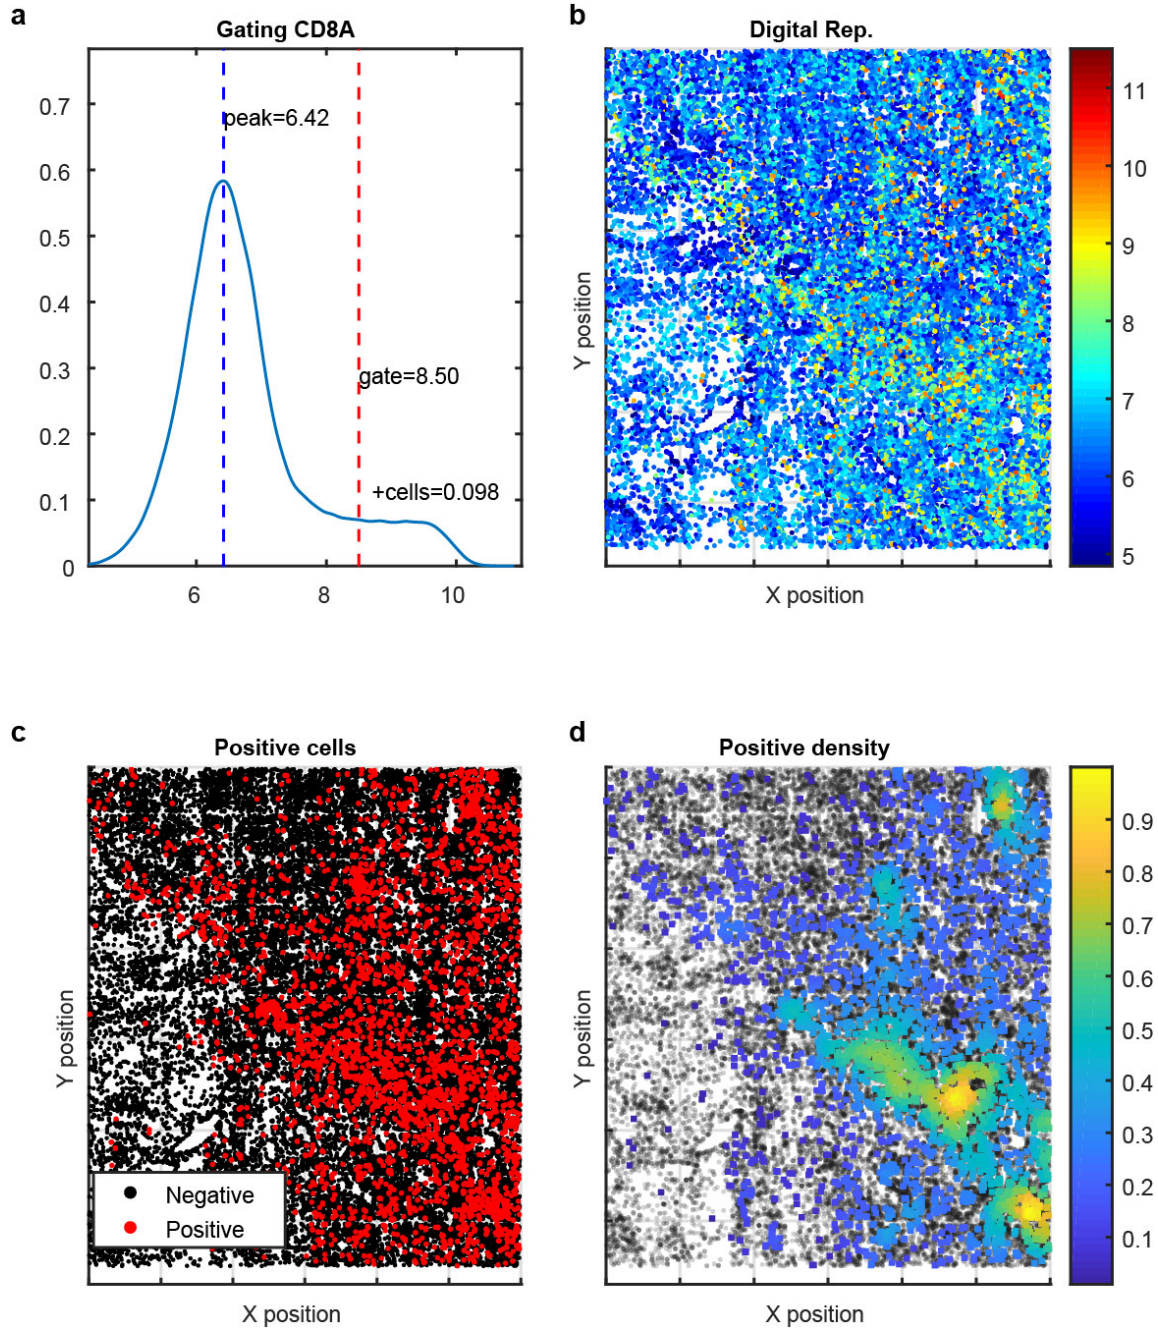 a
Gating CD8A
0.7
0.6
0.5
0.4
0.3
0.2
0.1
0
peak=6.42
gate=8.50
+cells=0.098
6 8 10
b
Digital Rep.
Y position
X position
11
10
9
8
7
6
5
c
Positive cells
Y position
Negative
Positive
X position
d
Positive density
Y position
X position
0.9
0.8
0.7
0.6
0.5
0.4
0.3
0.2
0.1